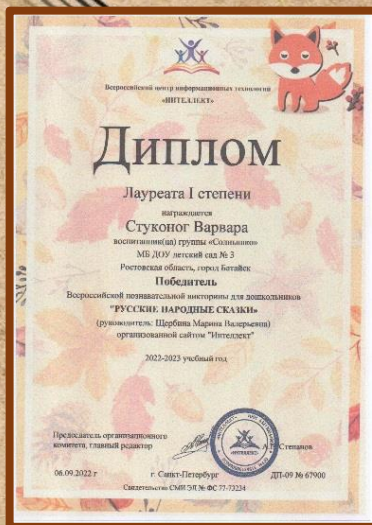 Всероссийский центр информационных технологий
«ИНТЕЛЛЕКТ»
Диплом
Лауреата I степени
награждается
Стуконог Варвара
воспитанник(ца) группы «Солнышко»
МБ ДОУ детский сад № 3
Ростовская область, город Батайск
Победитель
Всероссийской познавательной викторины для дошкольников
"РУССКИЕ НАРОДНЫЕ СКАЗКИ"
(руководитель: Щербина Марина Валерьевна)
организованной сайтом "Интеллект"
2022-2023 учебный год
Председатель организационного
комитета, главный редактор
Степанов
06.09.2022 г
г. Санкт-Петербург
ДП-09 № 67900
Свидетельство СМИ ЭЛ № ФС 77-73234